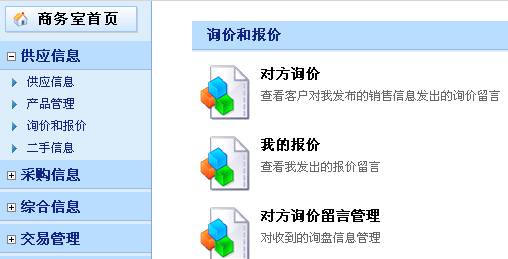 商务室首页
供应信息
供应信息
产品管理
询价和报价
二手信息
采购信息
综合信息
交易管理
询价和报价
对方询价
查看客户对我发布的销售信息发出的询价留言
我的报价
查看我发出的报价留言
对方询价留言管理
对收到的询盘信息管理